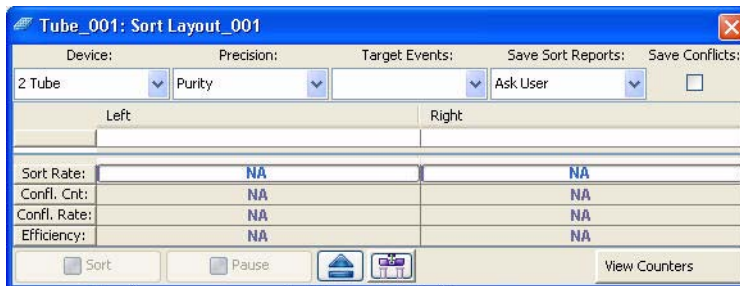 Tube_001: Sort Layout_001
Device: Precision: Target Events: Save Sort Reports: Save Conflicts:
2 Tube Purity Ask User
Left Right
Sort Rate: NA NA
Confl. Cnt: NA NA
Confl. Rate: NA NA
Efficiency: NA NA
Sort Pause View Counters